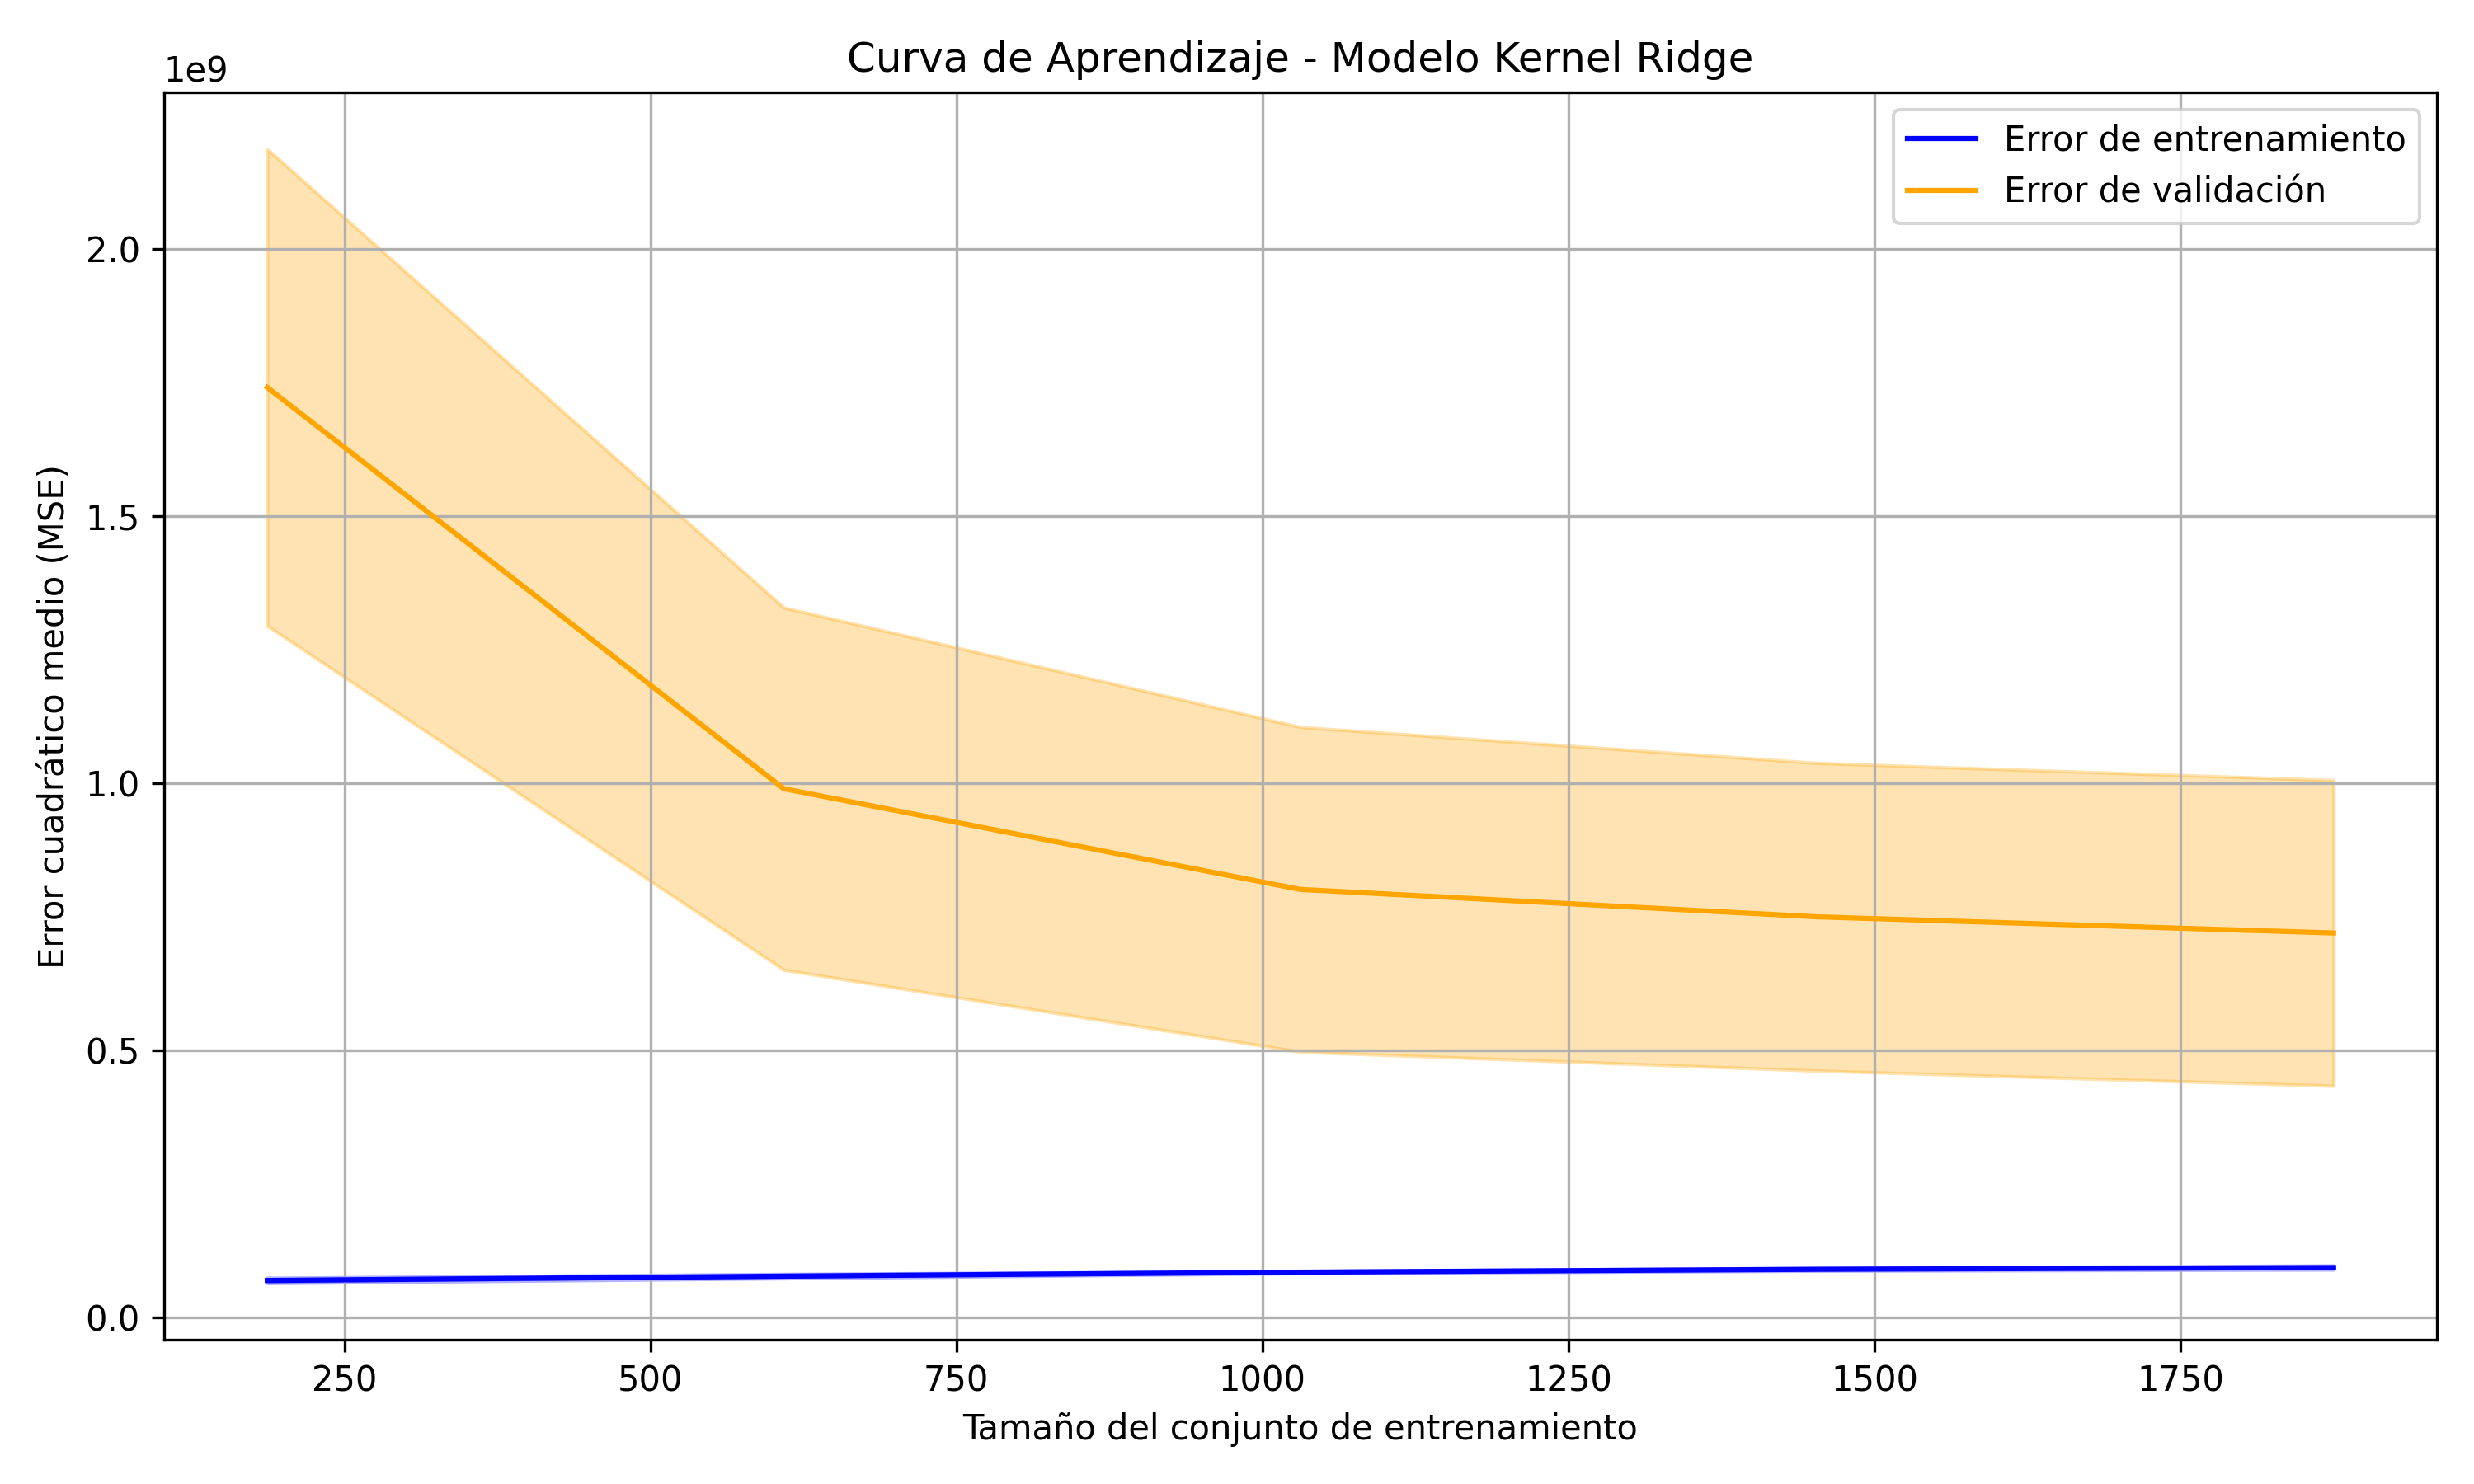 Curva de Aprendizaje - Modelo Kernel Ridge
1e9
Error de entrenamiento
Error de validación
2.0
1.5
1.0
0.5
0.0
Error cuadrático medio (MSE)
250 500 750 1000 1250 1500 1750
Tamaño del conjunto de entrenamiento